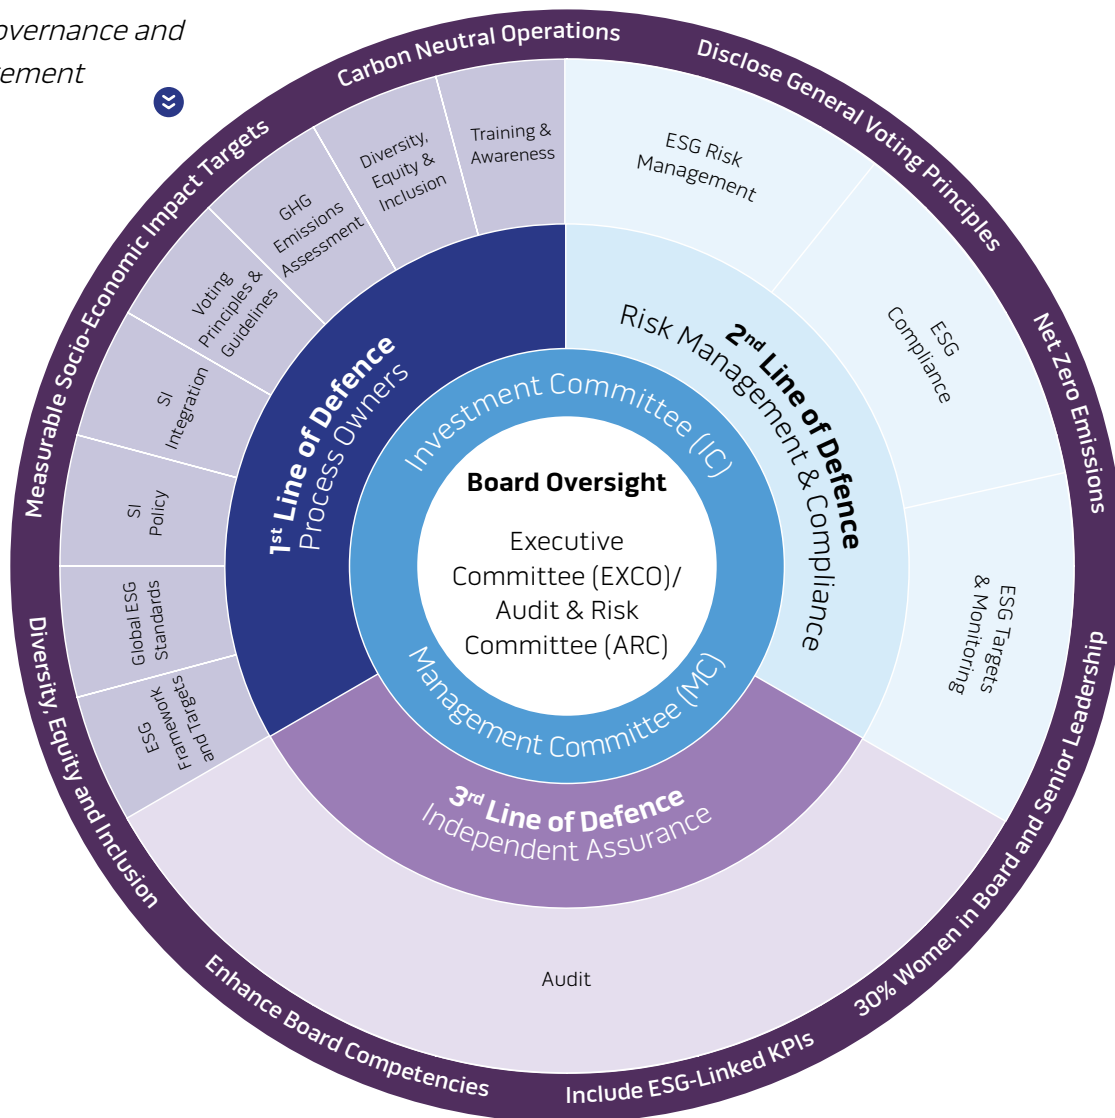 overnance and
ement
Carbon Neutral Operations
Disclose General Voting Principles
Net Zero Emissions
30% Women in Board and Senior Leadership
Include ESG-Linked KPIs
Enhance Board Competencies
Diversity, Equity and Inclusion
Measurable Socio-Economic Impact Targets
Training &
Awareness
Diversity,
Equity &
Inclusion
GHG
Emissions
Assessment
Voting
Principles &
Guidelines
SI
Integration
SI
Policy
Global ESG
Standards
ESG
Framework
and Targets
ESG Risk
Management
ESG
Compliance
ESG Targets
& Monitoring
Audit
1st Line of Defence
Process Owners
2nd Line of Defence
Risk Management & Compliance
3rd Line of Defence
Independent Assurance
Investment Committee (IC)
Management Committee (MC)
Board Oversight
Executive
Committee (EXCO)/
Audit & Risk
Committee (ARC)